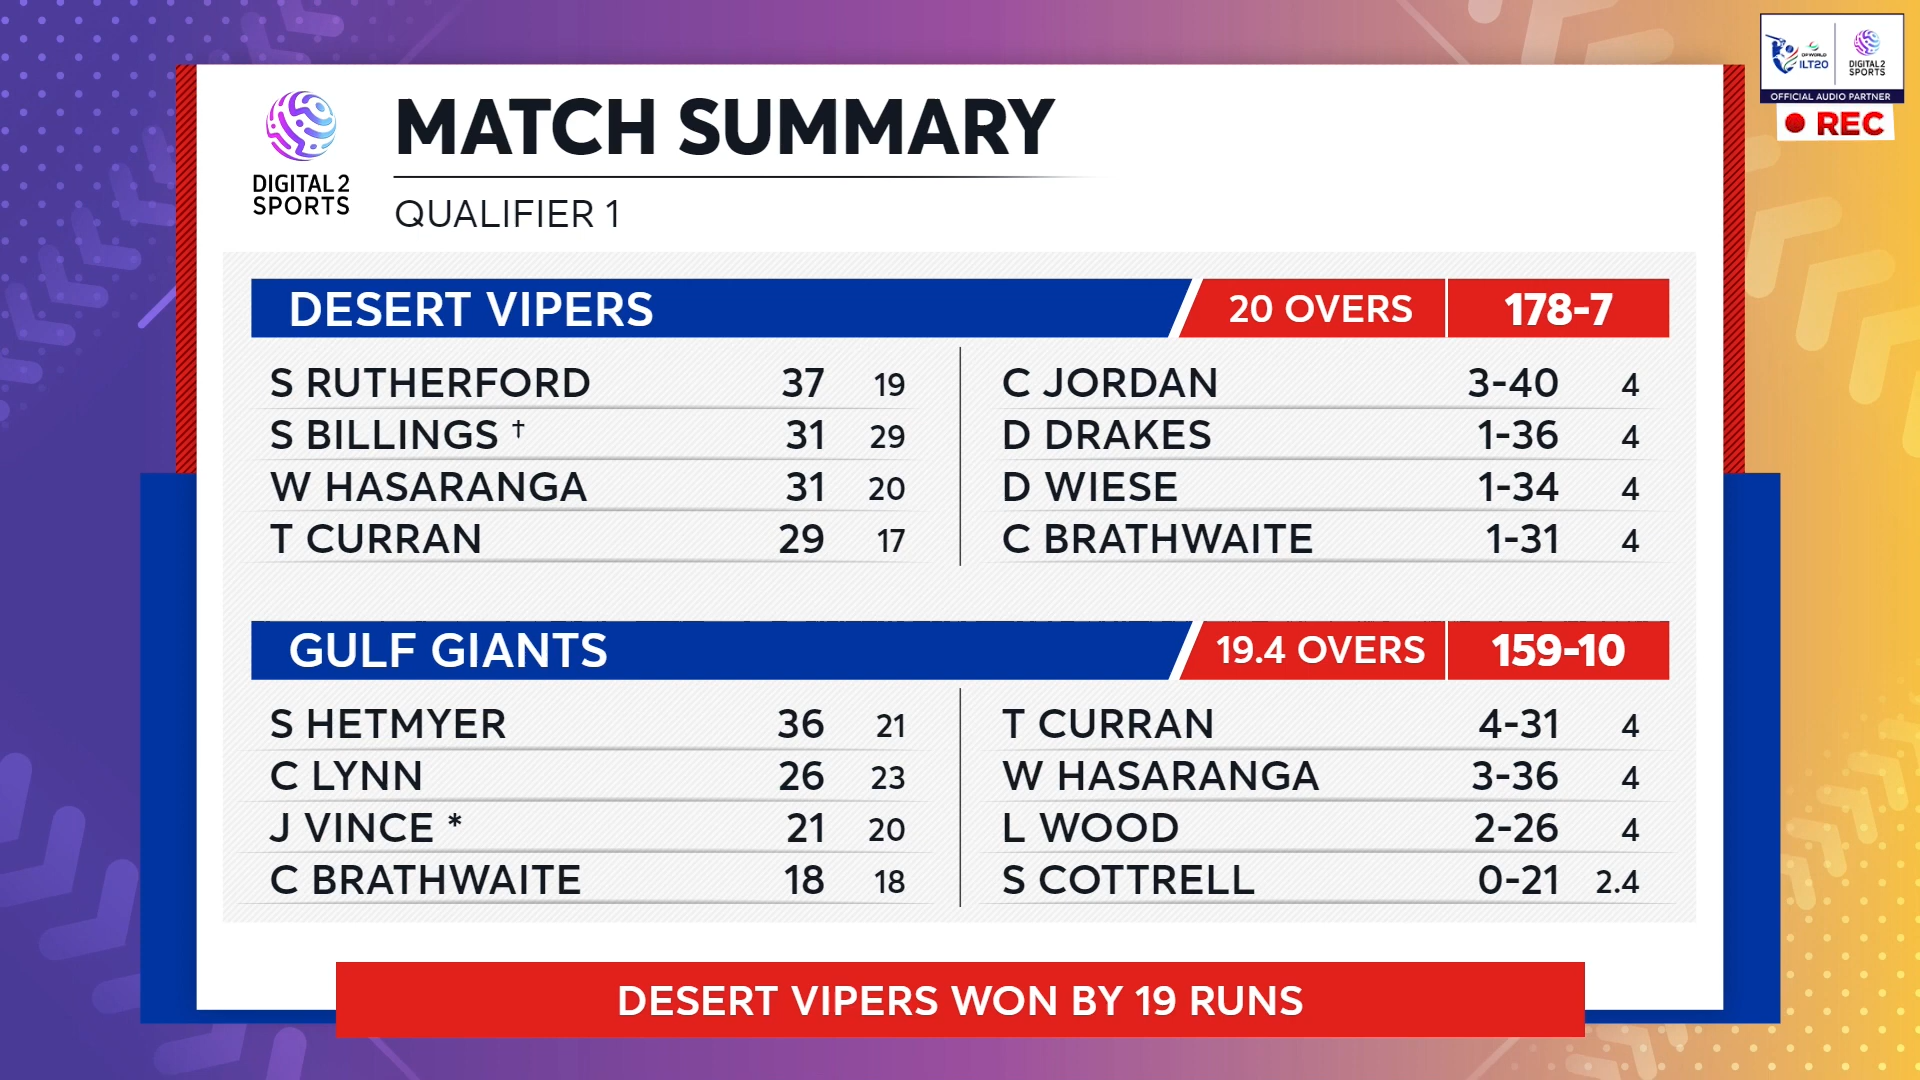 MATCH SUMMARY
DIGITAL2
SPORTS
QUALIFIER 1
DP WORLD
ILT20
DIGITAL2
SPORTS
OFFICIAL AUDIO PARTNER
REC
DESERT VIPERS 20 OVERS 178-7
S RUTHERFORD 37 19 C JORDAN 3-40 4
S BILLINGS † 31 29 D DRAKES 1-36 4
W HASARANGA 31 20 D WIESE 1-34 4
T CURRAN 29 17 C BRATHWAITE 1-31 4
GULF GIANTS 19.4 OVERS 159-10
S HETMYER 36 21 T CURRAN 4-31 4
C LYNN 26 23 W HASARANGA 3-36 4
J VINCE * 21 20 L WOOD 2-26 4
C BRATHWAITE 18 18 S COTTRELL 0-21 2.4
DESERT VIPERS WON BY 19 RUNS